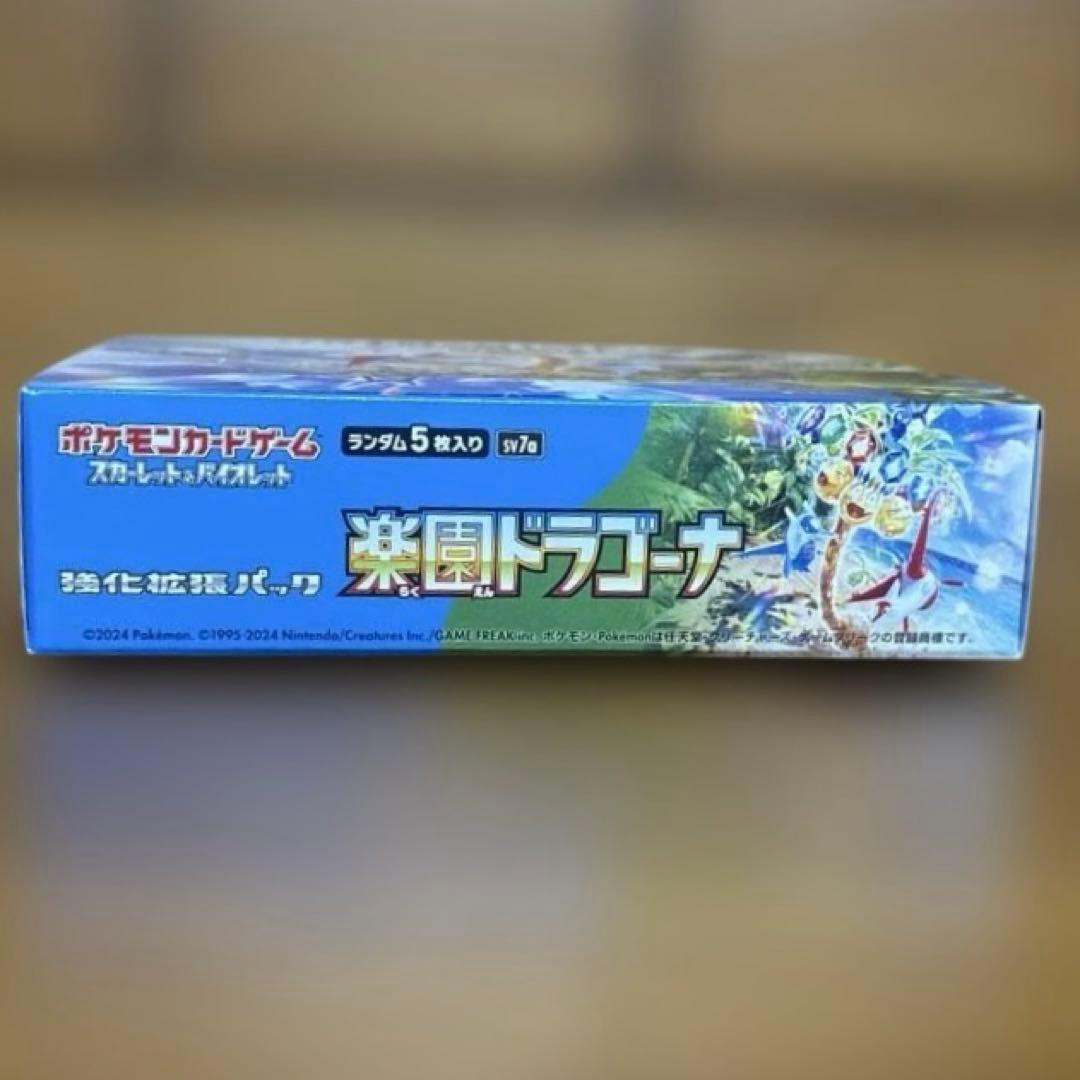 ポケモンカードゲーム
スカーレット&バイオレット
ランダム5枚入り
SV7a
強化拡張パック
楽園ドラゴーナ
らく えん
©2024 Pokémon. ©1995-2024 Nintendo/Creatures Inc./GAME FREAK inc. ポケモン・Pokémonは任天堂・クリーチャーズ・ゲームフリークの登録商標です。